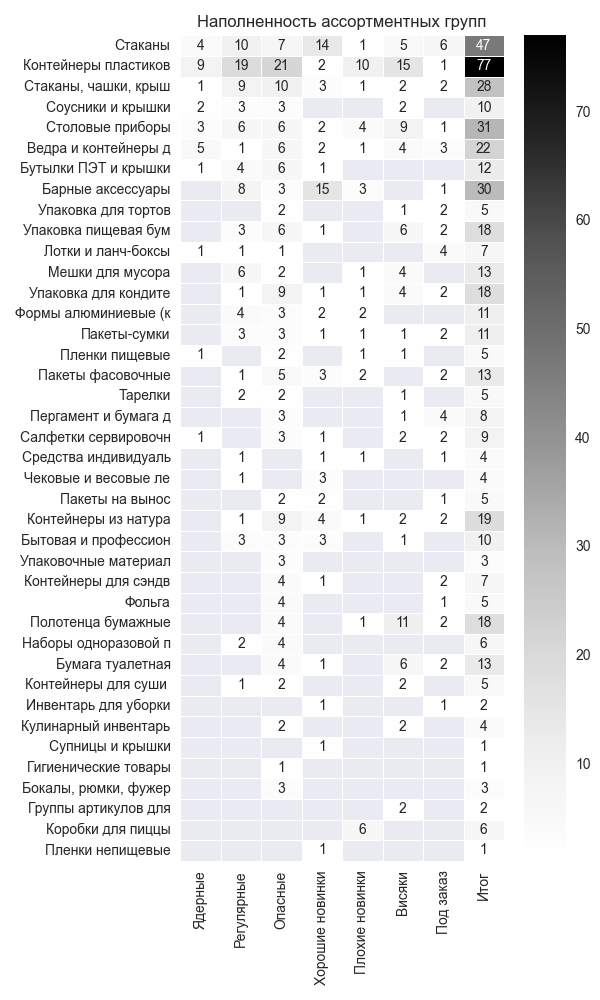 Наполненность ассортментных групп
Стаканы 4 10 7 14 1 5 6 47
Контейнеры пластиков 9 19 21 2 10 15 1 77
Стаканы, чашки, крыш 1 9 10 3 1 2 2 28
Соусники и крышки 2 3 3 2 10
Столовые приборы 3 6 6 2 4 9 1 31
Ведра и контейнеры д 5 1 6 2 1 4 3 22
Бутылки ПЭТ и крышки 1 4 6 1 12
Барные аксессуары 8 3 15 3 1 30
Упаковка для тортов 2 1 2 5
Упаковка пищевая бум 3 6 1 6 2 18
Лотки и ланч-боксы 1 1 1 4 7
Мешки для мусора 6 2 1 4 13
Упаковка для кондите 1 9 1 1 4 2 18
Формы алюминиевые (к 4 3 2 2 11
Пакеты-сумки 3 3 1 1 1 2 11
Пленки пищевые 1 2 1 1 5
Пакеты фасовочные 1 5 3 2 2 13
Тарелки 2 2 1 5
Пергамент и бумага д 3 1 4 8
Салфетки сервировочн 1 3 1 2 2 9
Средства индивидуаль 1 1 1 1 4
Чековые и весовые ле 1 3 4
Пакеты на вынос 2 2 1 5
Контейнеры из натура 1 9 4 1 2 2 19
Бытовая и профессион 3 3 3 1 10
Упаковочные материал 3 3
Контейнеры для сэндв 4 1 2 7
Фольга 4 1 5
Полотенца бумажные 4 1 11 2 18
Наборы одноразовой п 2 4 6
Бумага туалетная 4 1 6 2 13
Контейнеры для суши 1 2 2 5
Инвентарь для уборки 1 1 2
Кулинарный инвентарь 2 2 4
Супницы и крышки 1 1
Гигиенические товары 1 1
Бокалы, рюмки, фужер 3 3
Группы артикулов для 2 2
Коробки для пиццы 6 6
Пленки непищевые 1 1
Ядерные
Регулярные
Опасные
Хорошие новинки
Плохие новинки
Висяки
Под заказ
Итог
70
60
50
40
30
20
10